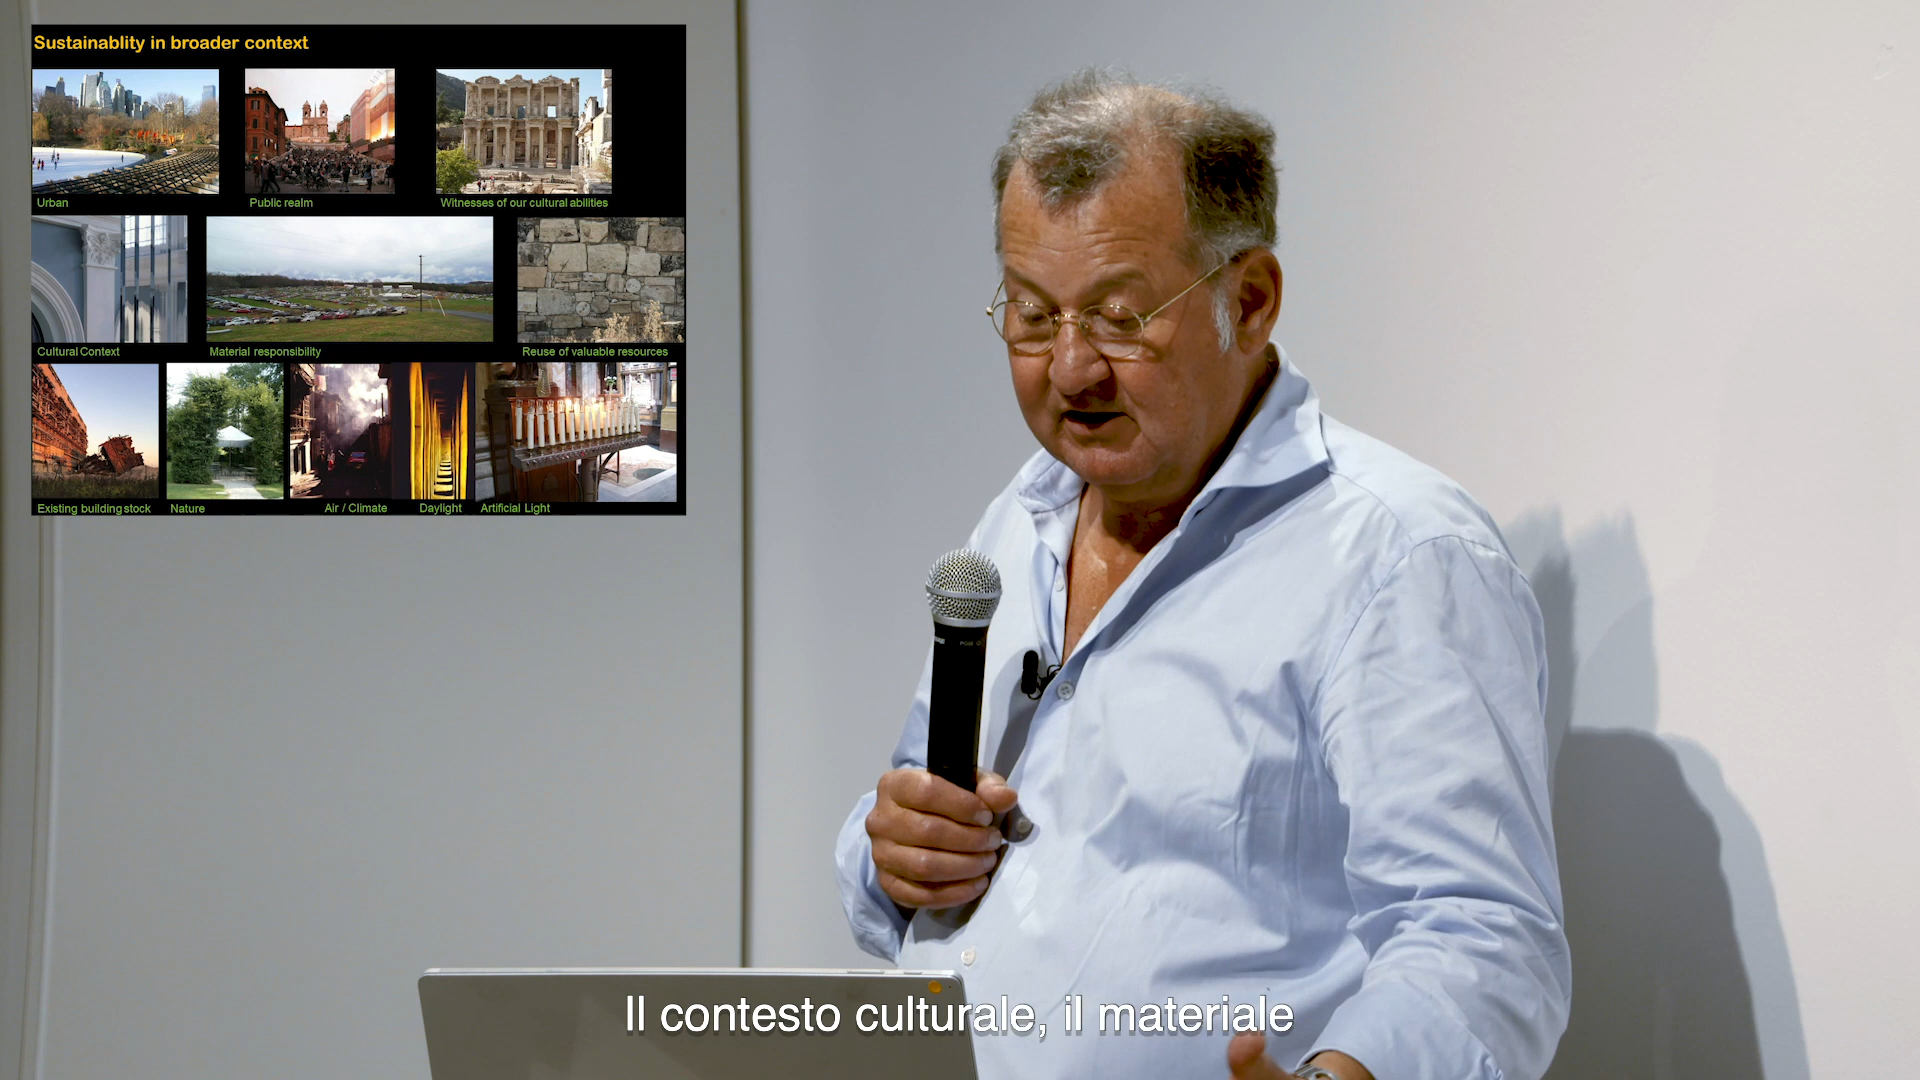 Sustainablity in broader context
Urban
Public realm
Witnesses of our cultural abilities
Cultural Context
Material responsibility
Reuse of valuable resources
Existing building stock
Nature
Air / Climate
Daylight
Artificial Light
Il contesto culturale, il materiale